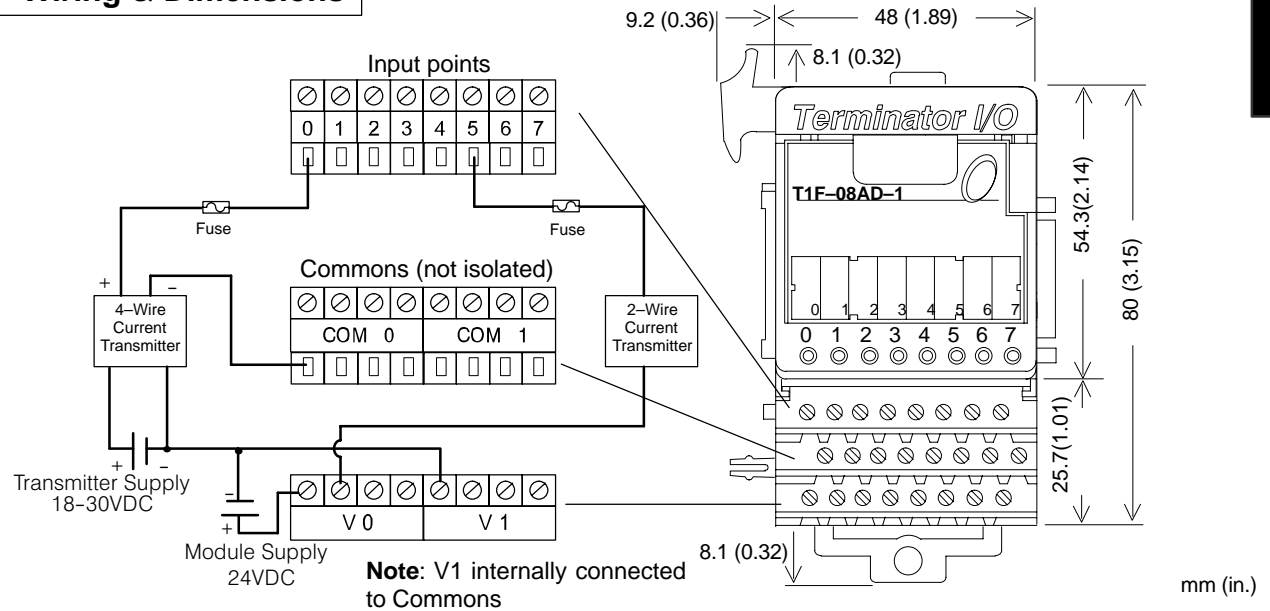 Wiring & Dimensions
9.2 (0.36)
48 (1.89)
8.1 (0.32)
Input points
0 1 2 3 4 5 6 7
Fuse
Fuse
Commons (not isolated)
COM 0 COM 1
+ –
4–Wire
Current
Transmitter
2–Wire
Current
Transmitter
+ –
Transmitter Supply
18-30VDC
–
+
Module Supply
24VDC
V 0 V 1
Note: V1 internally connected
to Commons
Terminator I/O
T1F–08AD–1
0 1 2 3 4 5 6 7
0 1 2 3 4 5 6 7
54.3(2.14)
80 (3.15)
25.7(1.01)
8.1 (0.32)
mm (in.)